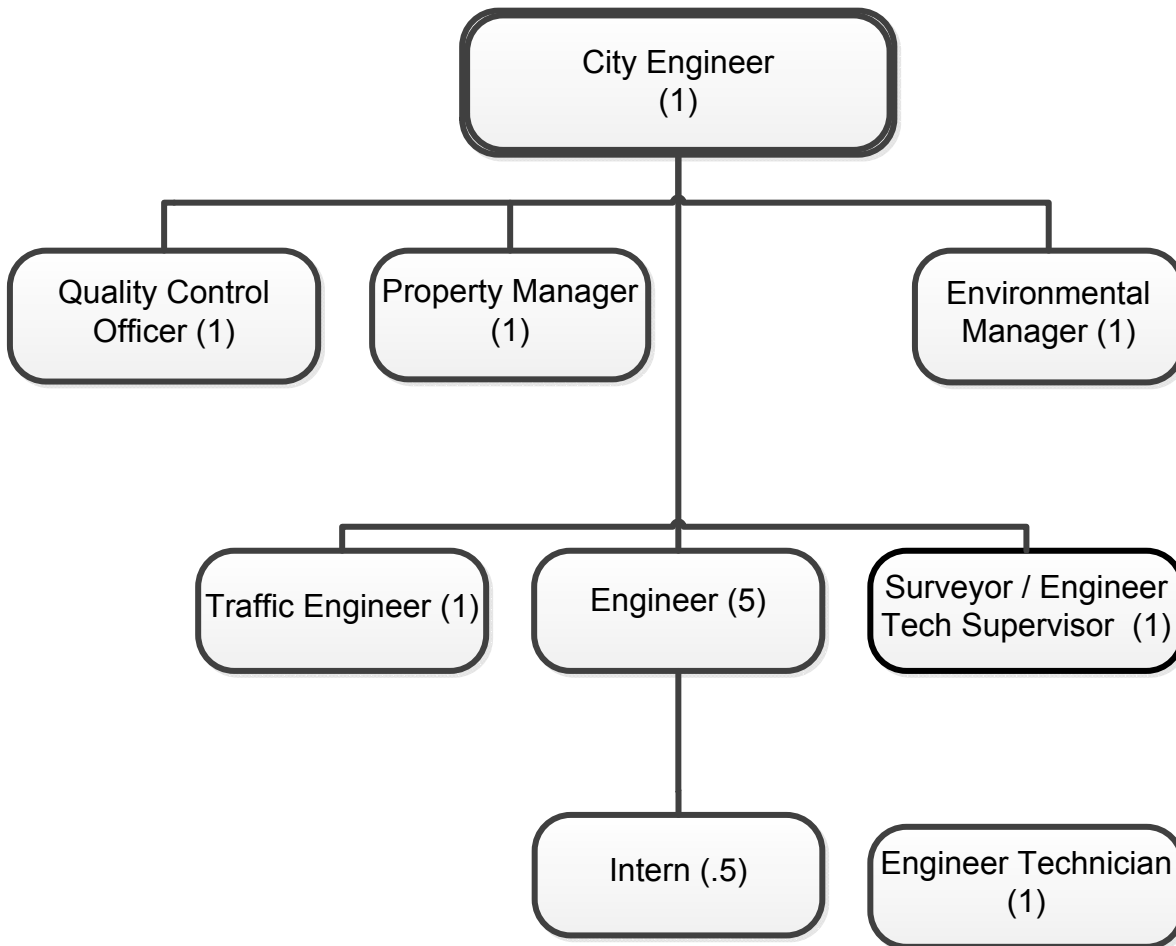 City Engineer
(1)
Quality Control
Officer (1)
Property Manager
(1)
Environmental
Manager (1)
Traffic Engineer (1)
Engineer (5)
Surveyor / Engineer
Tech Supervisor (1)
Intern (.5)
Engineer Technician
(1)